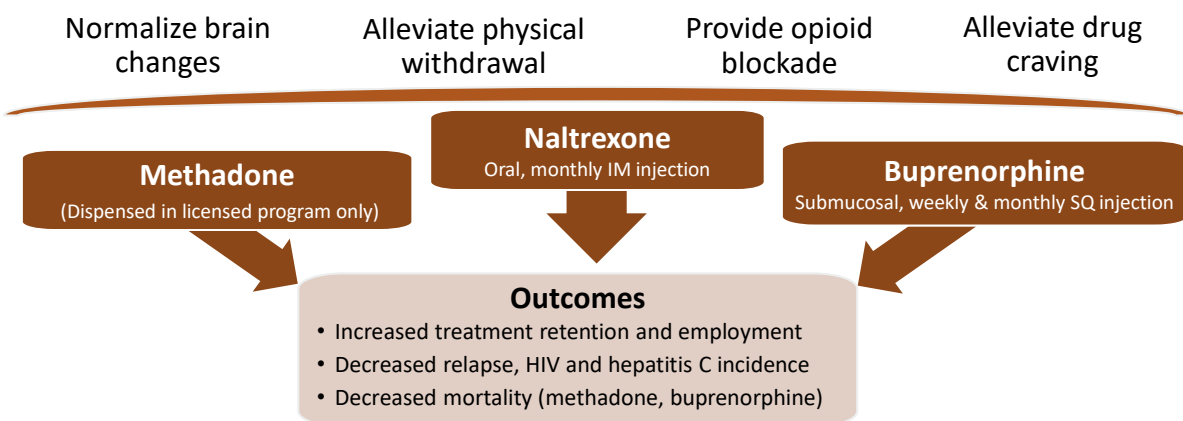 Normalize brain
changes
Alleviate physical
withdrawal
Provide opioid
blockade
Alleviate drug
craving
Methadone
(Dispensed in licensed program only)
Naltrexone
Oral, monthly IM injection
Buprenorphine
Submucosal, weekly & monthly SQ injection
Outcomes
• Increased treatment retention and employment
• Decreased relapse, HIV and hepatitis C incidence
• Decreased mortality (methadone, buprenorphine)